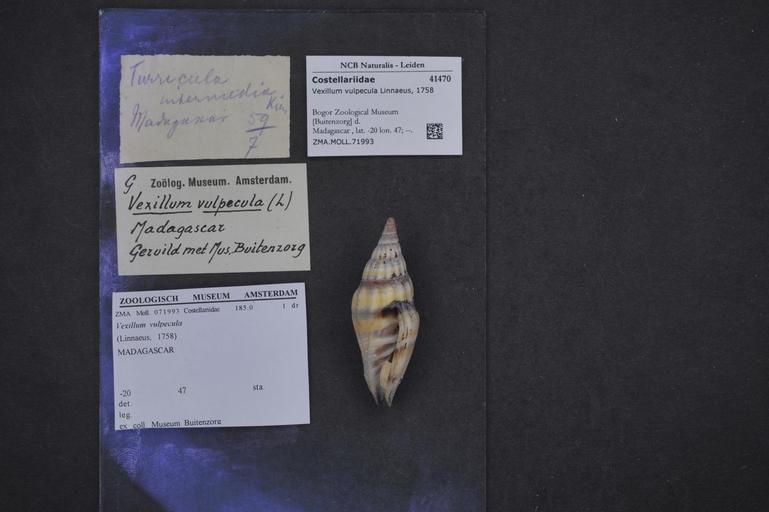 Turricula
intermedia Kien
Madagascar 59
7
NCB Naturalis - Leiden
Costellariidae 41470
Vexillum vulpecula Linnaeus, 1758
Bogor Zoological Museum
[Buitenzorg] d.
Madagascar , lat. -20 lon. 47; --.
ZMA.MOLL.71993
G Zoölog. Museum. Amsterdam.
Vexillum vulpecula (L)
Madagascar
Geruild met Mus. Buitenzorg
ZOOLOGISCH MUSEUM AMSTERDAM
ZMA Moll. 071993 Costellariidae 185.0 1 dr
Vexillum vulpecula
(Linnaeus, 1758)
MADAGASCAR
-20 47 sta
det.
leg.
ex coll. Museum Buitenzorg